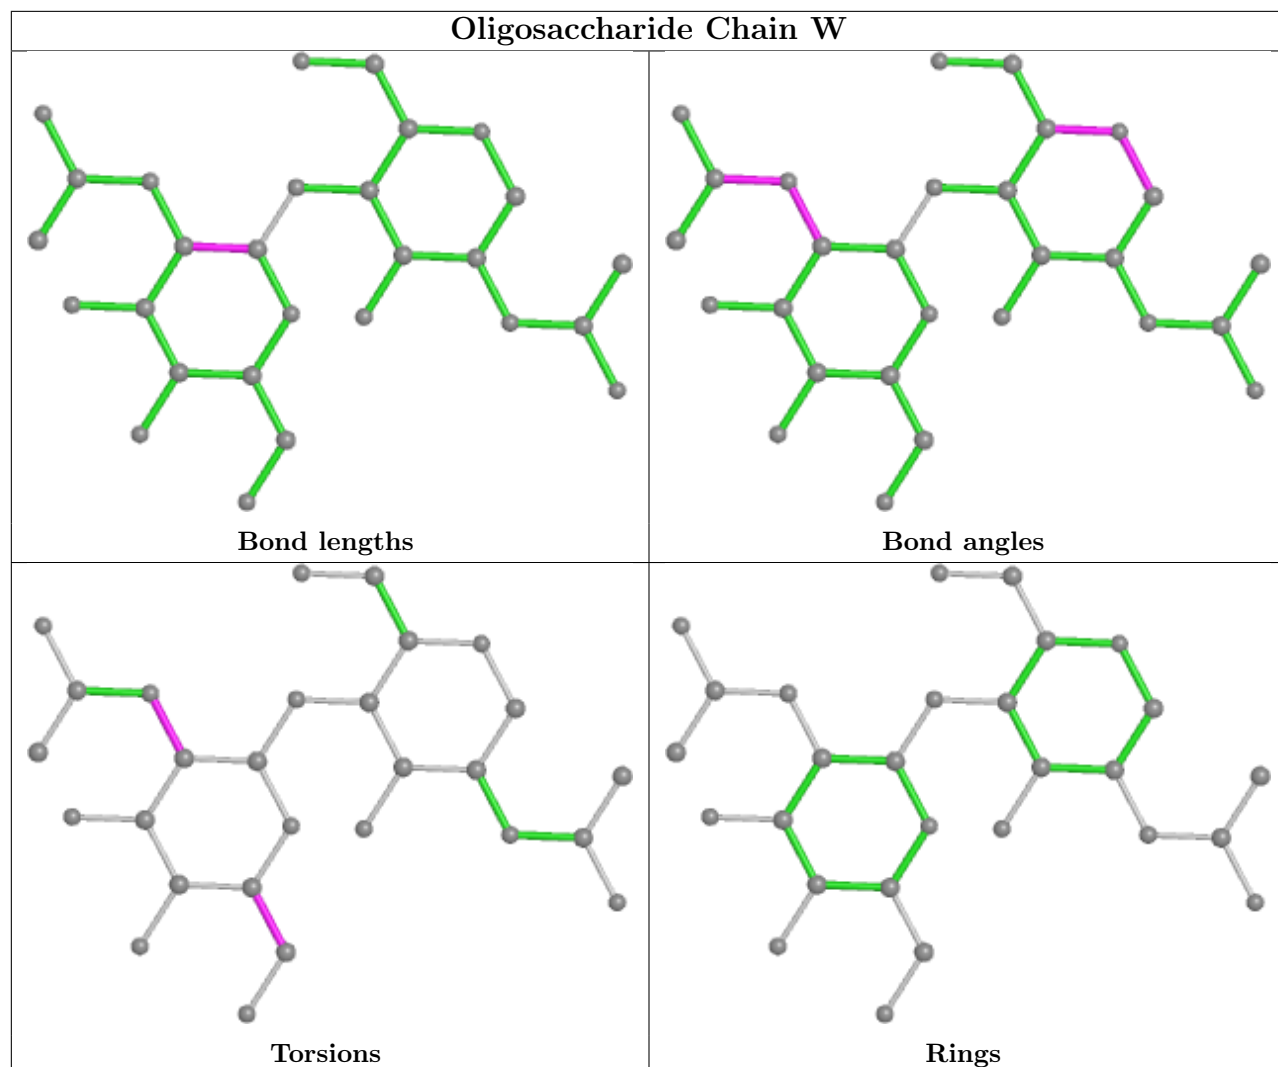 Oligosaccharide Chain W
Bond lengths
Bond angles
Torsions
Rings